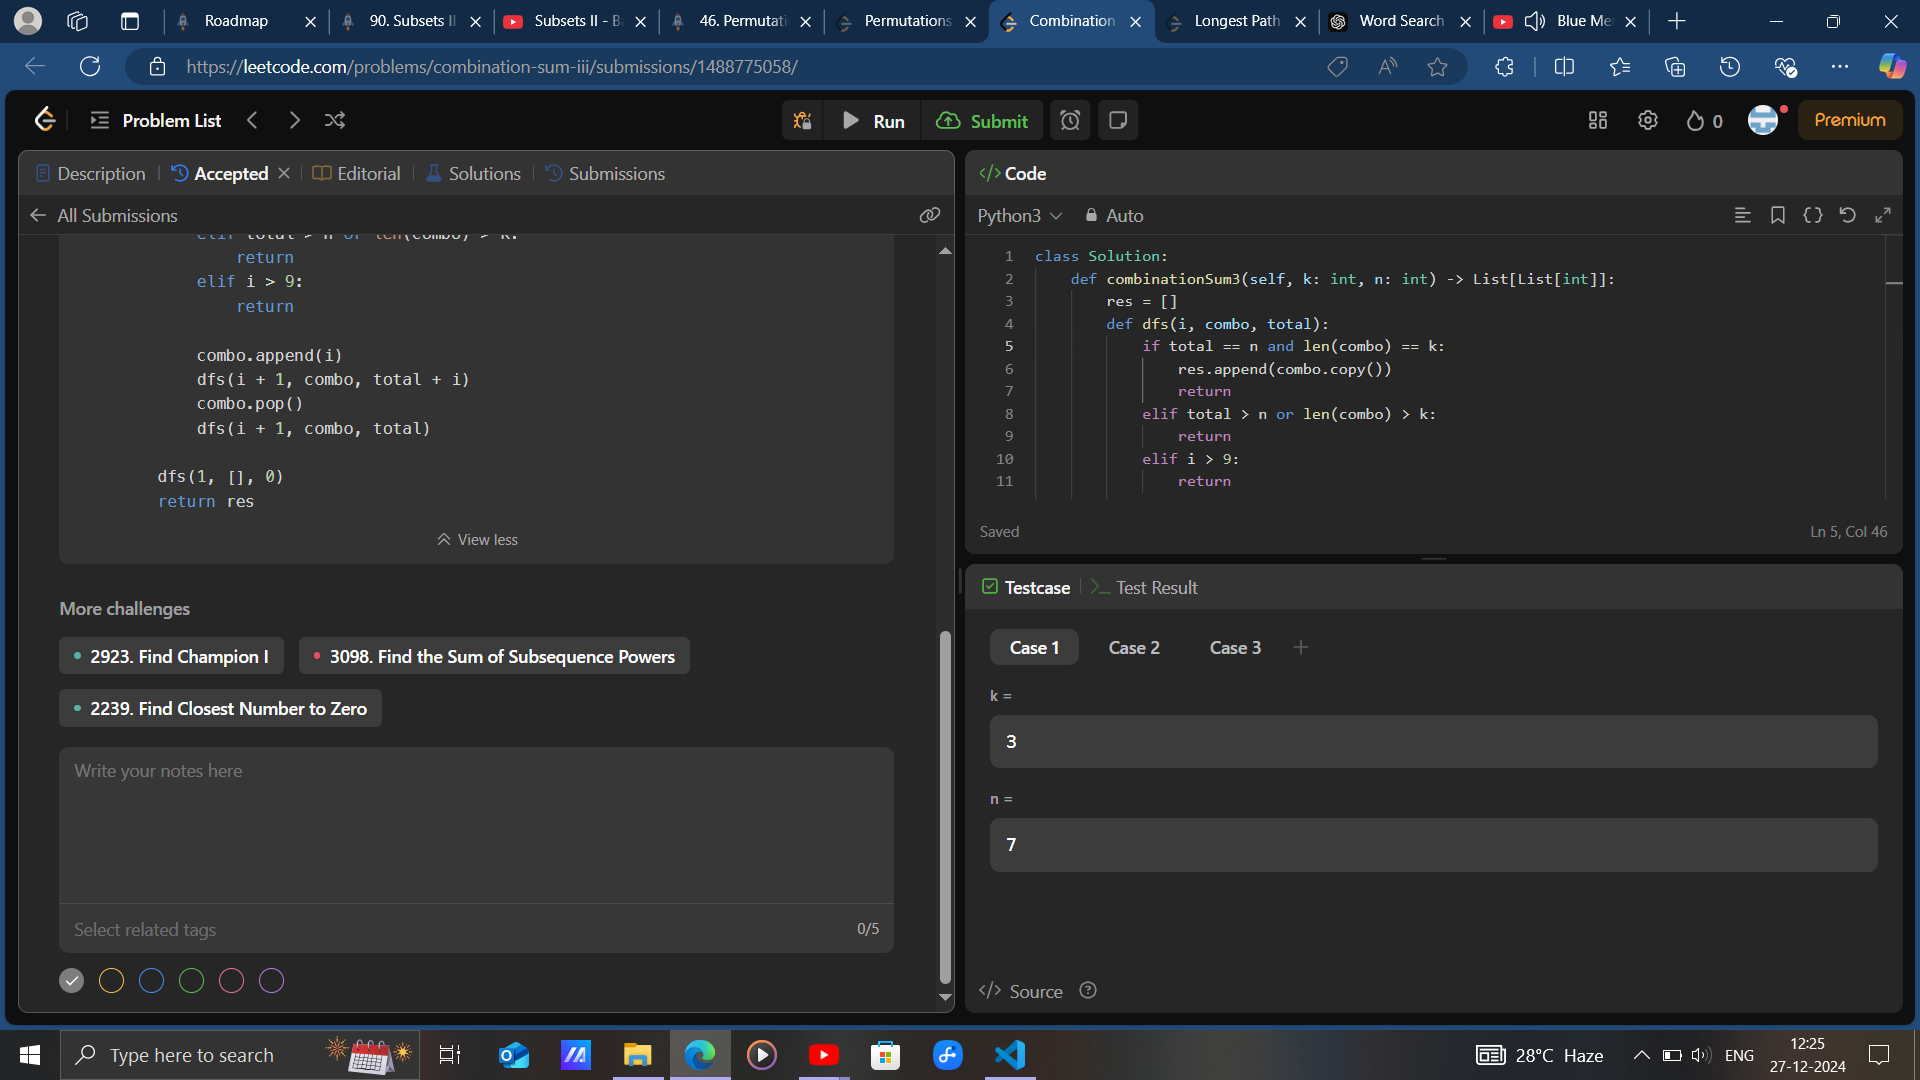 Roadmap
90. Subsets II
Subsets II - Ba
46. Permutati
Permutations
Combination
Longest Path
Word Search
Blue Me
https://leetcode.com/problems/combination-sum-iii/submissions/1488775058/
Problem List
Run
Submit
0
Premium
Description
Accepted
Editorial
Solutions
Submissions
All Submissions
elif total > n or len(combo) > k:
return
elif i > 9:
return
combo.append(i)
dfs(i + 1, combo, total + i)
combo.pop()
dfs(i + 1, combo, total)
dfs(1, [], 0)
return res
View less
More challenges
2923. Find Champion I
3098. Find the Sum of Subsequence Powers
2239. Find Closest Number to Zero
Write your notes here
Select related tags
0/5
</> Code
Python3
Auto
1 class Solution:
2 def combinationSum3(self, k: int, n: int) -> List[List[int]]:
3 res = []
4 def dfs(i, combo, total):
5 if total == n and len(combo) == k:
6 res.append(combo.copy())
7 return
8 elif total > n or len(combo) > k:
9 return
10 elif i > 9:
11 return
Saved
Ln 5, Col 46
Testcase
>_ Test Result
Case 1
Case 2
Case 3
k =
3
n =
7
</> Source
Type here to search
28°C Haze
ENG
12:25
27-12-2024